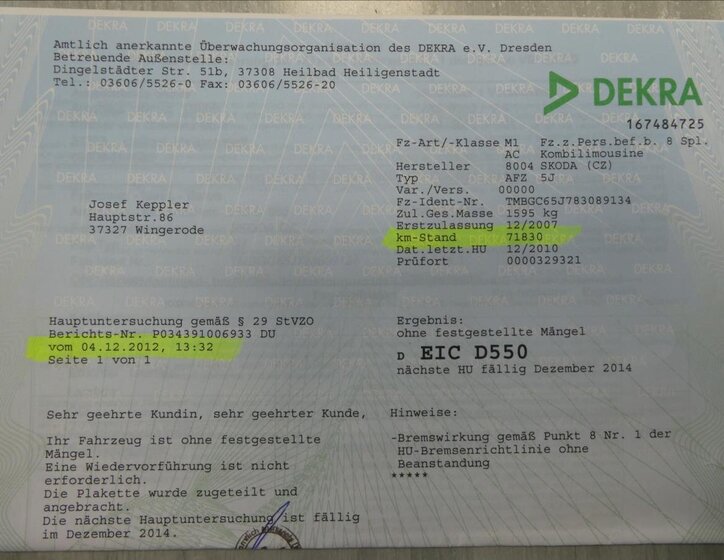 Amtlich anerkannte Überwachungsorganisation des DEKRA e.V. Dresden
Betreuende Außenstelle:
Dingelstädter Str. 51b, 37308 Heilbad Heiligenstadt
Tel.: 03606/5526-0 Fax: 03606/5526-20
DEKRA
167484725
Fz-Art/-Klasse M1 Fz.z.Pers.bef.b. 8 Spl.
AC Kombilimousine
Hersteller 8004 SKODA (CZ)
Typ AFZ 5J
Var./Vers. 00000
Fz-Ident-Nr. TMBGC65J783089134
Zul.Ges.Masse 1595 kg
Erstzulassung 12/2007
km-Stand 71830
Dat.letzt.HU 12/2010
Prüfort 0000329321
Josef Keppler
Hauptstr.86
37327 Wingerode
Hauptuntersuchung gemäß § 29 StVZO
Berichts-Nr. P034391006933 DU
vom 04.12.2012, 13:32
Seite 1 von 1
Ergebnis:
ohne festgestellte Mängel
D EIC D550
nächste HU fällig Dezember 2014
Sehr geehrte Kundin, sehr geehrter Kunde,
Ihr Fahrzeug ist ohne festgestellte
Mängel.
Eine Wiedervorführung ist nicht
erforderlich.
Die Plakette wurde zugeteilt und
angebracht.
Die nächste Hauptuntersuchung ist fällig
im Dezember 2014.
Hinweise:
-Bremswirkung gemäß Punkt 8 Nr. 1 der
HU-Bremsenrichtlinie ohne
Beanstandung
*****